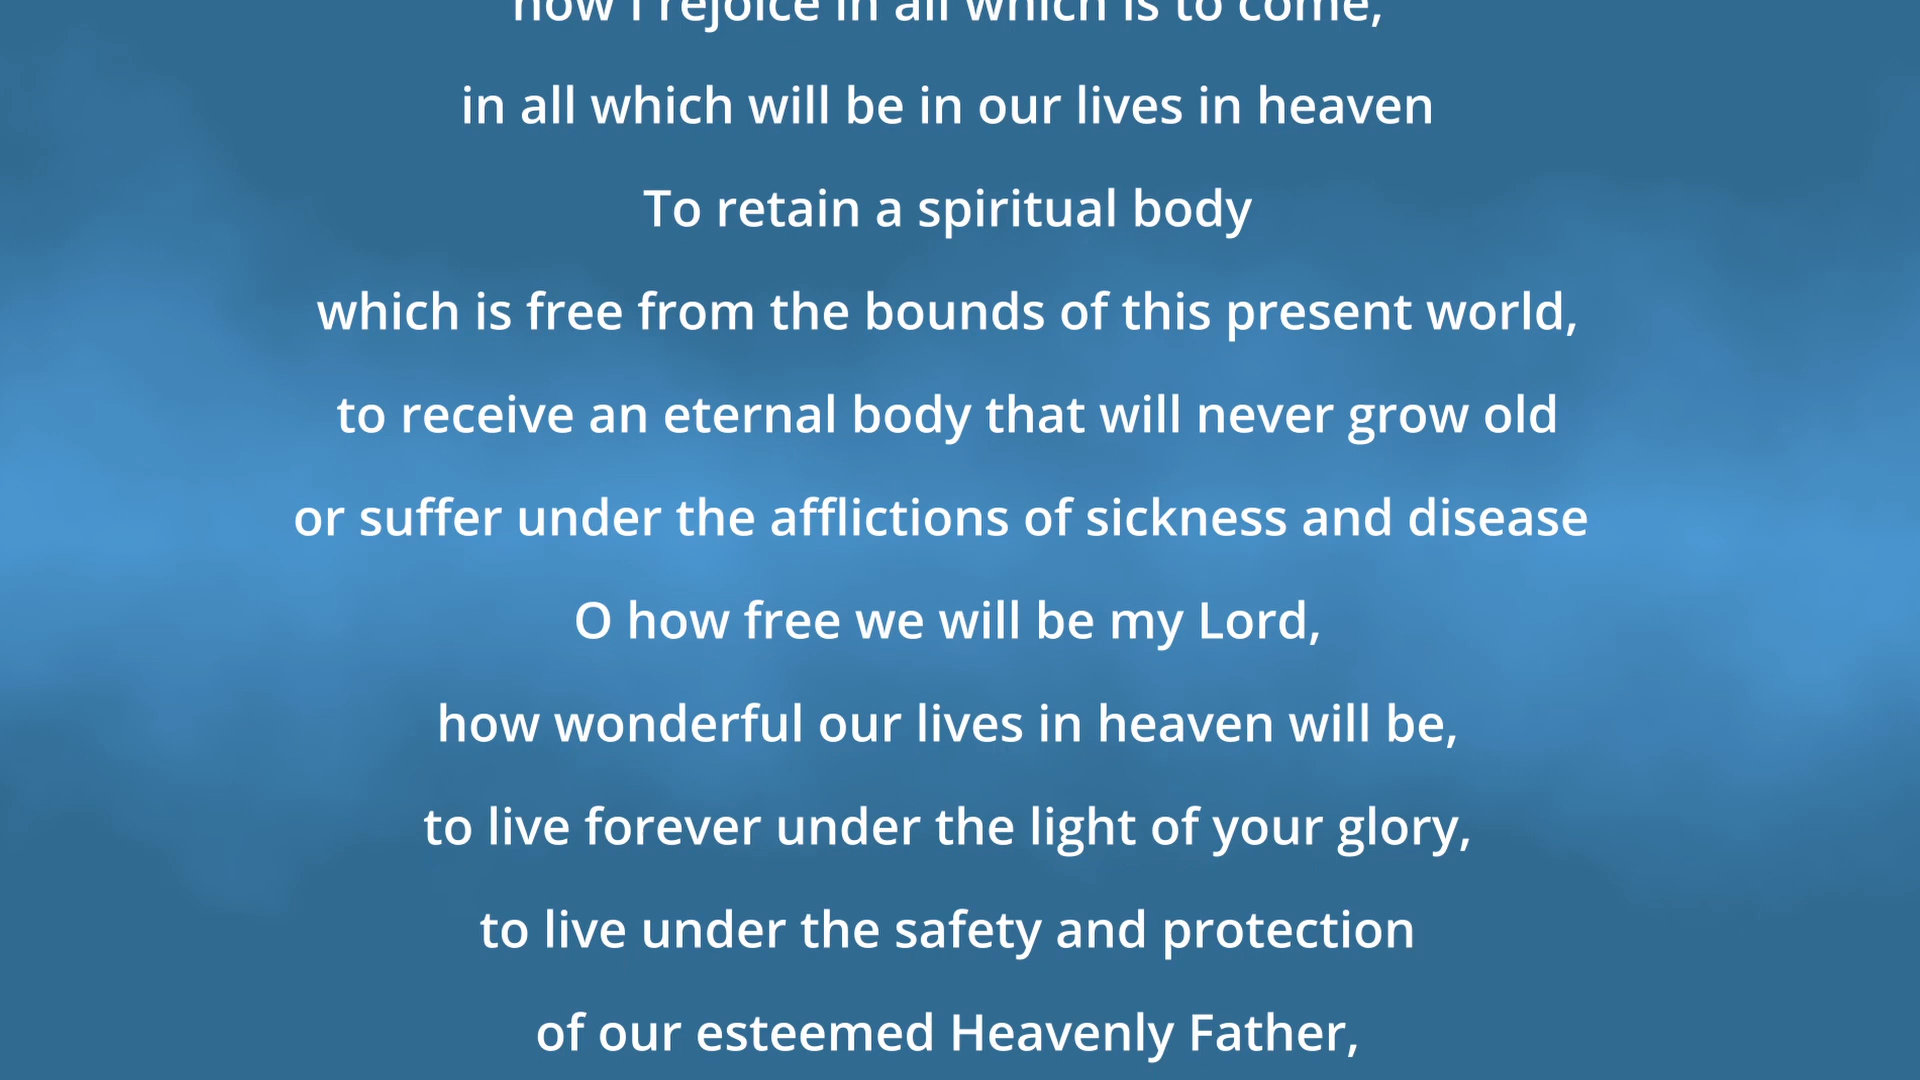 how I rejoice in all which is to come,
in all which will be in our lives in heaven
To retain a spiritual body
which is free from the bounds of this present world,
to receive an eternal body that will never grow old
or suffer under the afflictions of sickness and disease
O how free we will be my Lord,
how wonderful our lives in heaven will be,
to live forever under the light of your glory,
to live under the safety and protection
of our esteemed Heavenly Father,